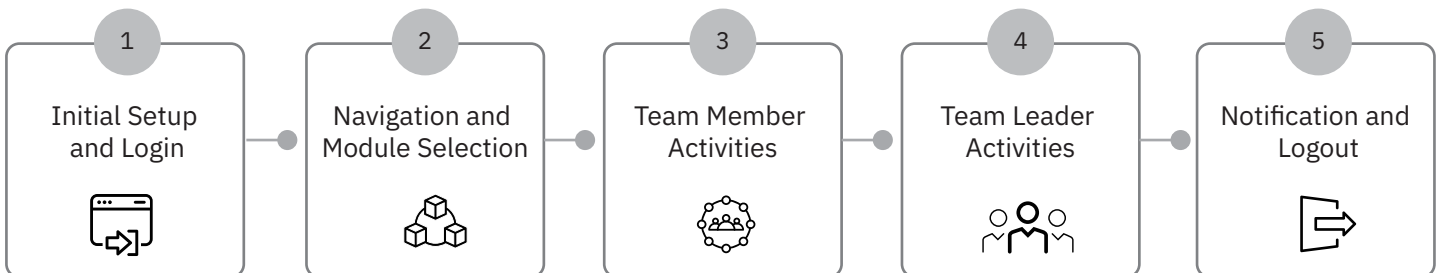 1
Initial Setup
and Login
2
Navigation and
Module Selection
3
Team Member
Activities
4
Team Leader
Activities
5
Notification and
Logout